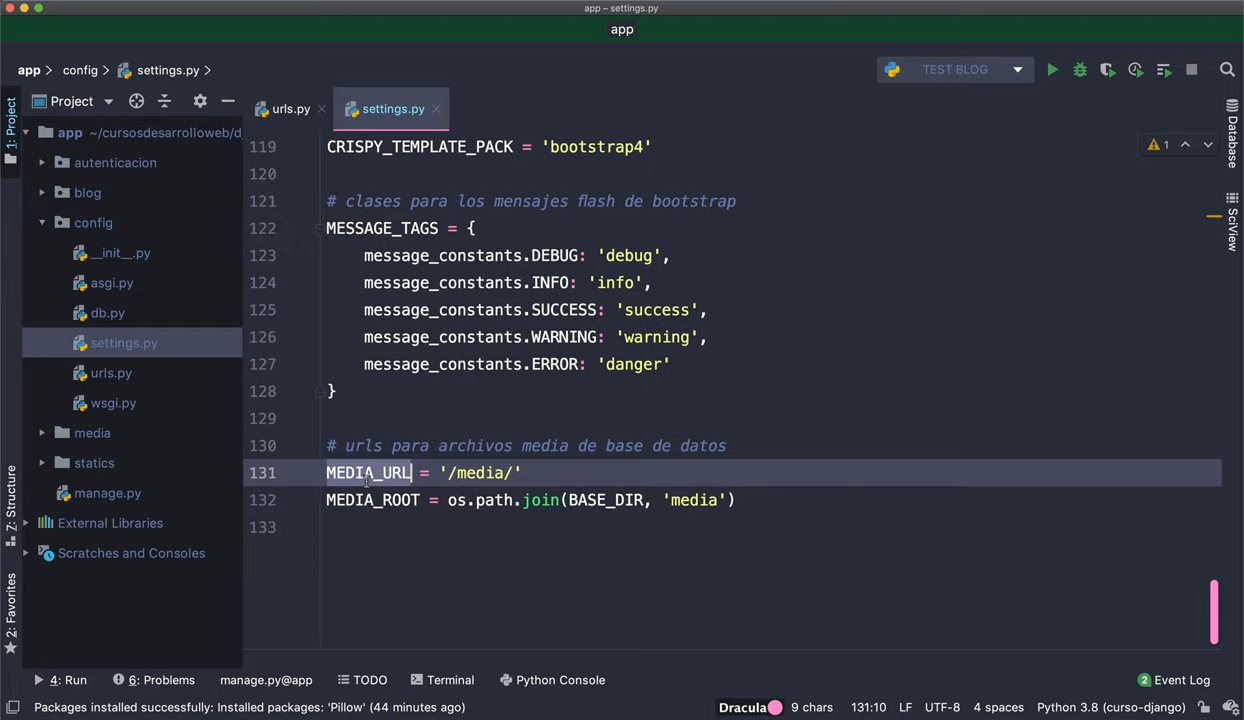 app – settings.py
app
app
config
settings.py
TEST BLOG
1: Project
Project
urls.py
settings.py
app ~/cursosdesarrolloweb/d
autenticacion
blog
config
__init__.py
asgi.py
db.py
settings.py
urls.py
wsgi.py
media
statics
manage.py
External Libraries
Scratches and Consoles
119 CRISPY_TEMPLATE_PACK = 'bootstrap4'
120
121 # clases para los mensajes flash de bootstrap
122 MESSAGE_TAGS = {
123 message_constants.DEBUG: 'debug',
124 message_constants.INFO: 'info',
125 message_constants.SUCCESS: 'success',
126 message_constants.WARNING: 'warning',
127 message_constants.ERROR: 'danger'
128 }
129
130 # urls para archivos media de base de datos
131 MEDIA_URL = '/media/'
132 MEDIA_ROOT = os.path.join(BASE_DIR, 'media')
133
1
Database
SciView
Z: Structure
2: Favorites
4: Run
6: Problems
manage.py@app
TODO
Terminal
Python Console
2 Event Log
Packages installed successfully: Installed packages: 'Pillow' (44 minutes ago)
Dracula
9 chars
131:10
LF
UTF-8
4 spaces
Python 3.8 (curso-django)